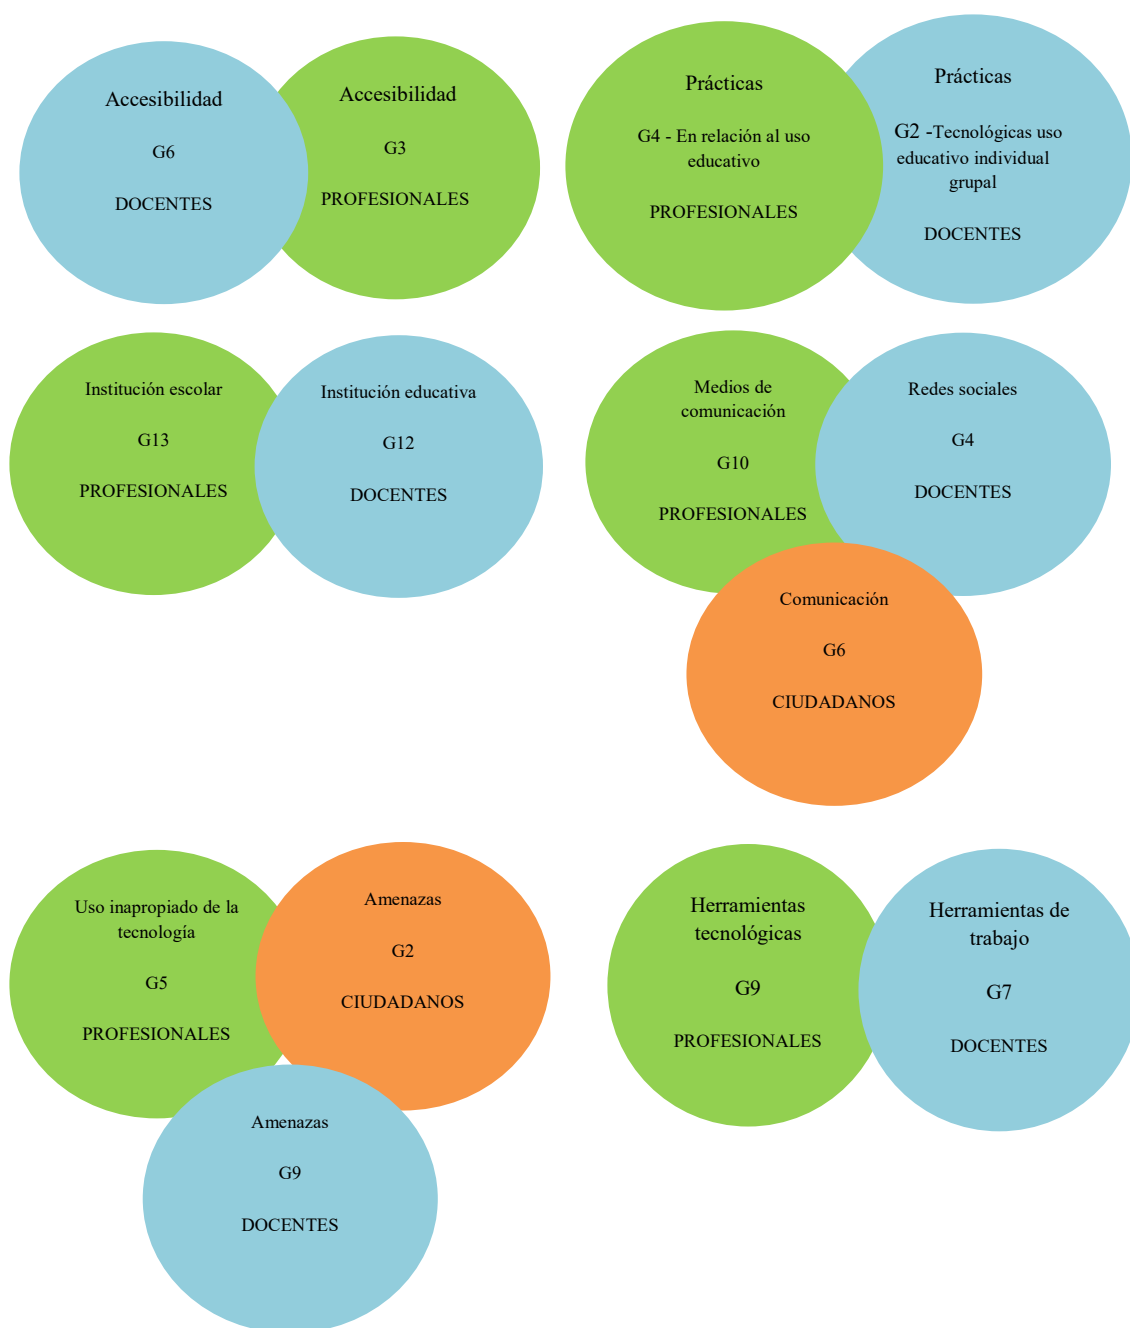 Accesibilidad
G6
DOCENTES
Accesibilidad
G3
PROFESIONALES
Prácticas
G4 - En relación al uso
educativo
PROFESIONALES
Prácticas
G2 -Tecnológicas uso
educativo individual
grupal
DOCENTES
Institución escolar
G13
PROFESIONALES
Institución educativa
G12
DOCENTES
Medios de
comunicación
G10
PROFESIONALES
Redes sociales
G4
DOCENTES
Comunicación
G6
CIUDADANOS
Uso inapropiado de la
tecnología
G5
PROFESIONALES
Amenazas
G2
CIUDADANOS
Amenazas
G9
DOCENTES
Herramientas
tecnológicas
G9
PROFESIONALES
Herramientas de
trabajo
G7
DOCENTES